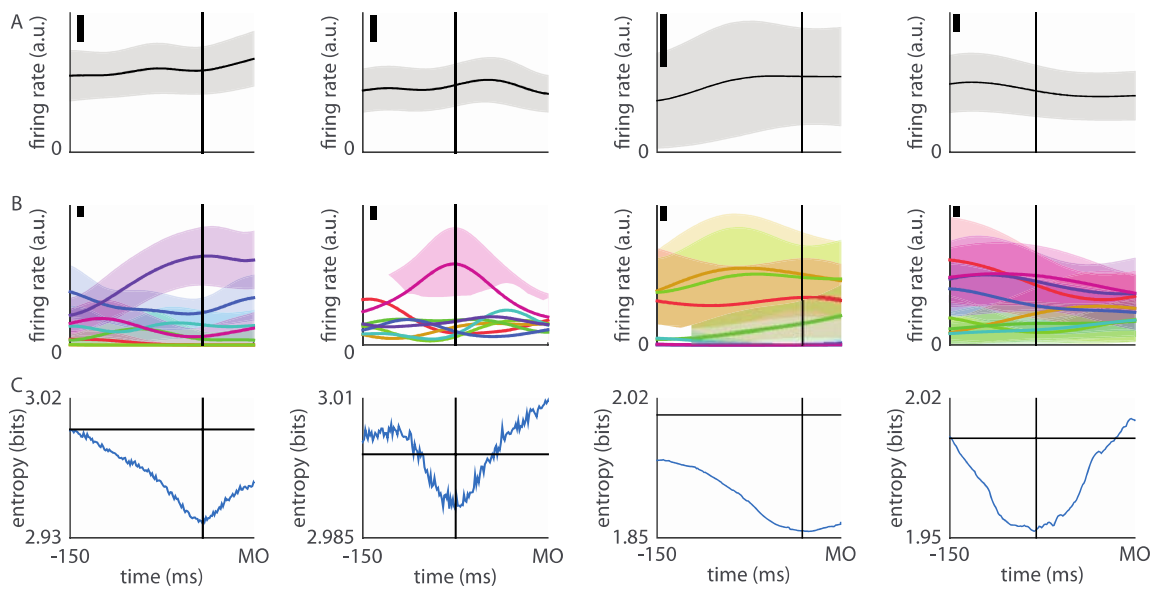 A
firing rate (a.u.)
0
firing rate (a.u.)
0
firing rate (a.u.)
0
firing rate (a.u.)
0
B
firing rate (a.u.)
0
firing rate (a.u.)
0
firing rate (a.u.)
0
firing rate (a.u.)
0
C
3.02
entropy (bits)
2.93
-150
MO
time (ms)
3.01
entropy (bits)
2.985
-150
MO
time (ms)
2.02
entropy (bits)
1.85
-150
MO
time (ms)
2.02
entropy (bits)
1.95
-150
MO
time (ms)